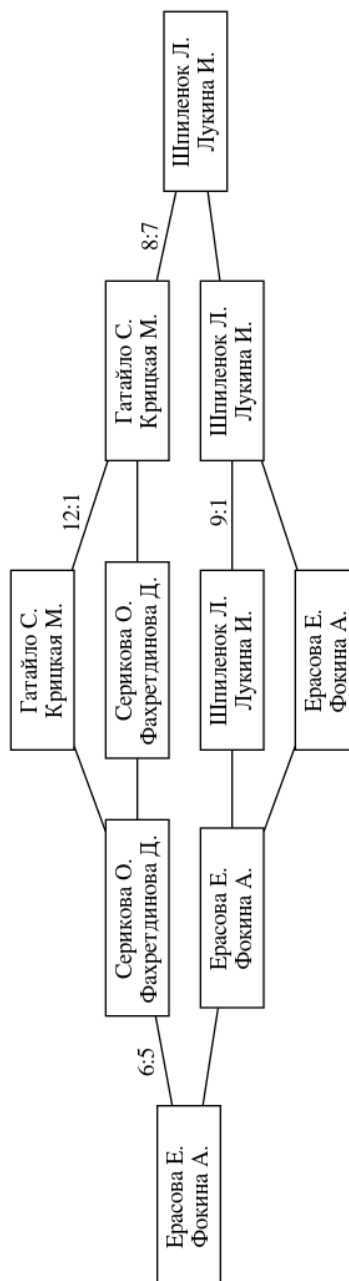 Гатайло С.
Крицкая М.
12:1
Серикова О.
Фахретдинова Д.
Серикова О.
Фахретдинова Д.
Гатайло С.
Крицкая М.
6:5
8:7
Ерасова Е.
Фокина А.
Шпиленок Л.
Лукина И.
9:1
Ерасова Е.
Фокина А.
Шпиленок Л.
Лукина И.
Шпиленок Л.
Лукина И.
Ерасова Е.
Фокина А.